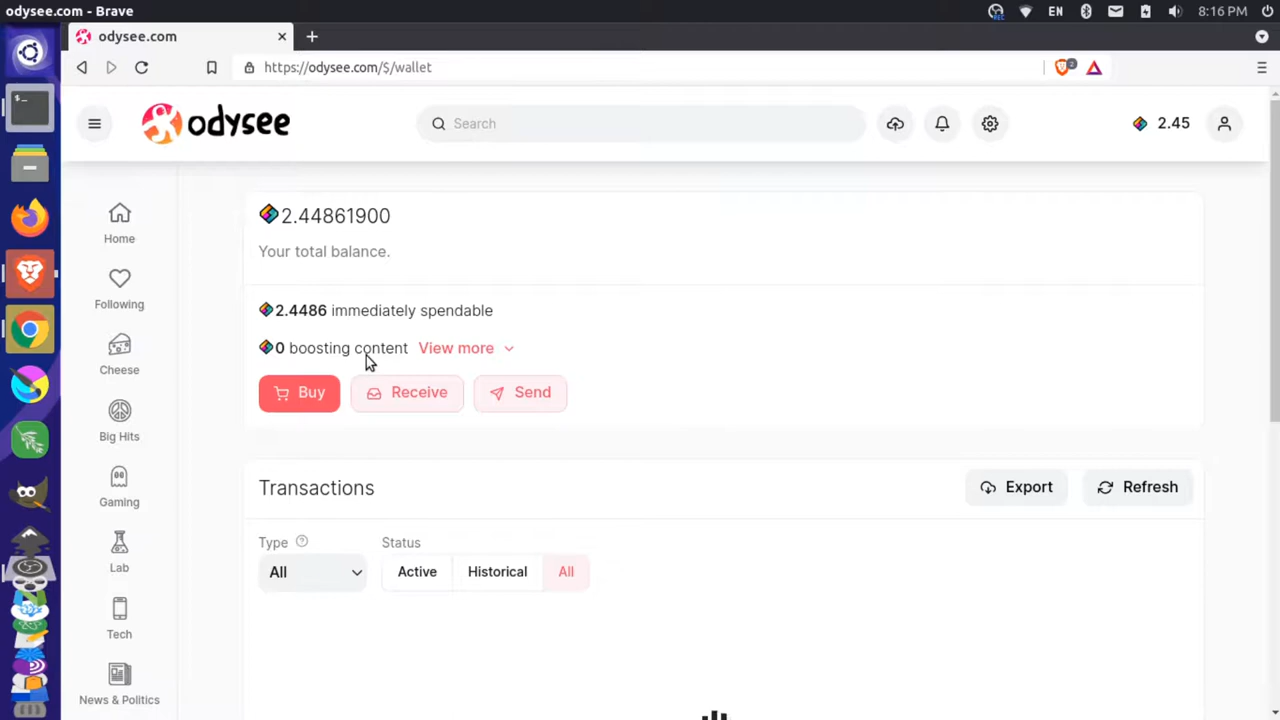 odysee.com - Brave
EN
8:16 PM
odysee.com
https://odysee.com/$/wallet
2
odysee
Search
2.45
Home
Following
Cheese
Big Hits
Gaming
Lab
Tech
News & Politics
2.44861900
Your total balance.
2.4486 immediately spendable
0 boosting content View more
Buy
Receive
Send
Transactions
Export
Refresh
Type
Status
All
Active
Historical
All